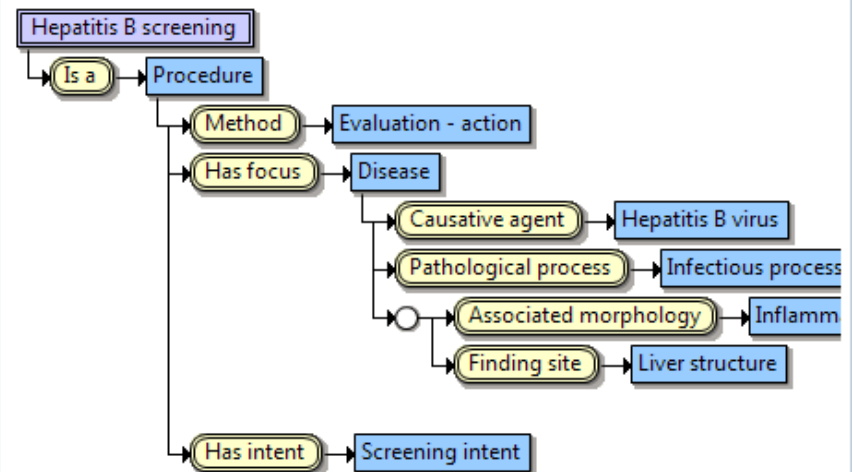 Hepatitis B screening
Is a Procedure
Method Evaluation - action
Has focus Disease
Causative agent Hepatitis B virus
Pathological process Infectious process
Associated morphology
Finding site Liver structure
Has intent Screening intent